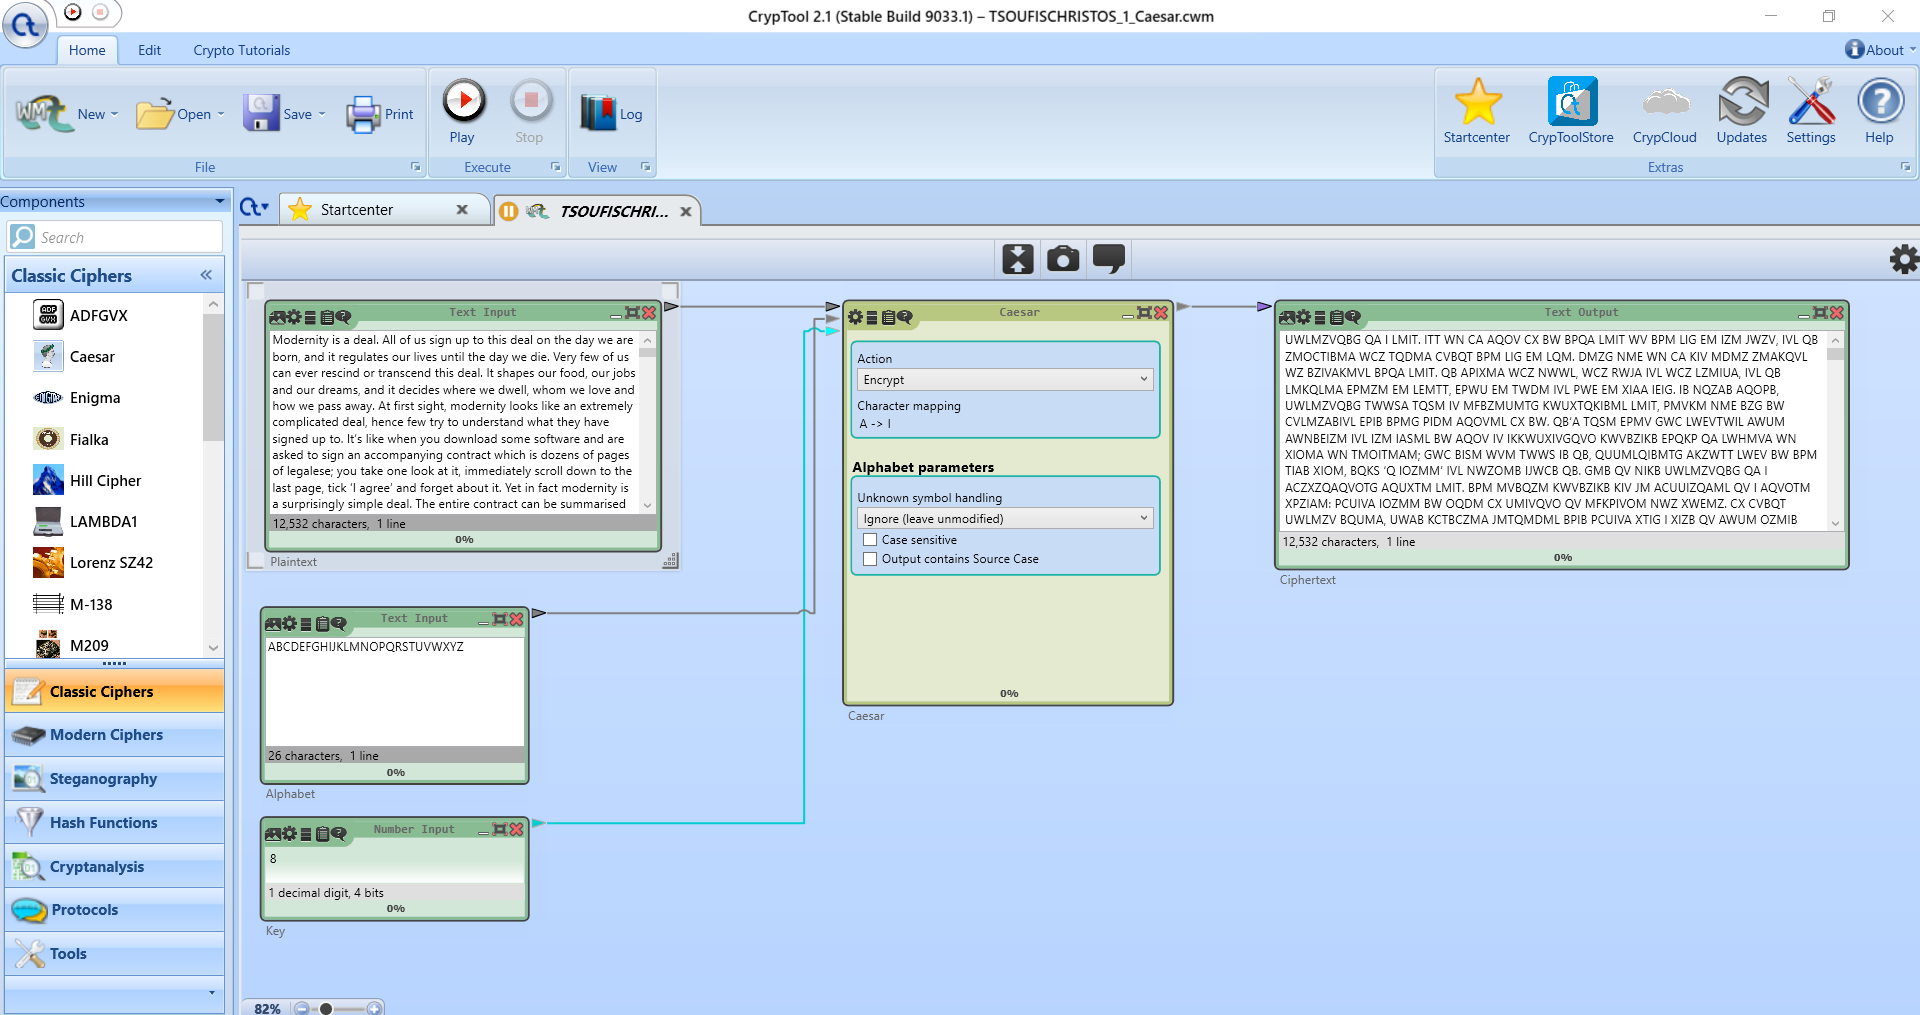 CrypTool 2.1 (Stable Build 9033.1) – TSOUFISCHRISTOS_1_Caesar.cwm
Home
Edit
Crypto Tutorials
About
New
Open
Save
Print
Play
Stop
Log
Startcenter
CrypToolStore
CrypCloud
Updates
Settings
Help
File
Execute
View
Extras
Components
Startcenter
TSOUFISCHRI...
Search
Classic Ciphers
ADFGVX
Caesar
Enigma
Fialka
Hill Cipher
LAMBDA1
Lorenz SZ42
M-138
M209
Classic Ciphers
Modern Ciphers
Steganography
Hash Functions
Cryptanalysis
Protocols
Tools
Text Input
Modernity is a deal. All of us sign up to this deal on the day we are
born, and it regulates our lives until the day we die. Very few of us
can ever rescind or transcend this deal. It shapes our food, our jobs
and our dreams, and it decides where we dwell, whom we love and
how we pass away. At first sight, modernity looks like an extremely
complicated deal, hence few try to understand what they have
signed up to. It's like when you download some software and are
asked to sign an accompanying contract which is dozens of pages
of legalese; you take one look at it, immediately scroll down to the
last page, tick 'I agree' and forget about it. Yet in fact modernity is
a surprisingly simple deal. The entire contract can be summarised
12,532 characters, 1 line
0%
Plaintext
Text Input
ABCDEFGHIJKLMNOPQRSTUVWXYZ
26 characters, 1 line
0%
Alphabet
Number Input
8
1 decimal digit, 4 bits
0%
Key
Caesar
Action
Encrypt
Character mapping
A -> I
Alphabet parameters
Unknown symbol handling
Ignore (leave unmodified)
Case sensitive
Output contains Source Case
0%
Caesar
Text Output
UWLMZVQBG QA I LMIT. ITT WN CA AQOV CX BW BPQA LMIT WV BPM LIG EM IZM JWZV, IVL QB
ZMOCTIBMA WCZ TQDMA CVBQT BPM LIG EM LQM. DMZG NME WN CA KIV MDMZ ZMAKQVL
WZ BZIVAKMVL BPQA LMIT. QB APIXMA WCZ NWWL, WCZ RWJA IVL WCZ LZMIUA, IVL QB
LMKQLMA EPMZM EM LEMTT, EPWU EM TWDM IVL PWE EM XIAA IEIG. IB NQZAB AQOPB,
UWLMZVQBG TWWSA TQSM IV MFBZMUMTG KWUXTQKIBML LMIT, PMVKM NME BZG BW
CVLMZABIVL EPIB BPMG PIDM AQOVML CX BW. QB'A TQSM EPMV GWC LWEVTWIL AWUM
AWNBEIZM IVL IZM IASML BW AQOV IV IKKWUXIVGQVO KWVBZIKB EPQKP QA LWHMVA WN
XIOMA WN TMOITMAM; GWC BISM WVM TWWS IB QB, QUUMLQIBMTG AKZWTT LWEV BW BPM
TIAB XIOM, BQKS 'Q IOZMM' IVL NWZOMB IJWCB QB. GMB QV NIKB UWLMZVQBG QA I
ACZXZQAQVOTG AQUXTM LMIT. BPM MVBQZM KWVBZIKB KIV JM ACUUIZQAML QV I AQVOTM
XPZIAM: PCUIVA IOZMM BW OQDM CX UMIVQVO QV MFKPIVOM NWZ XWEMZ. CX CVBQT
UWLMZV BQUMA, UWAB KCTBCZMA JMTQMDML BPIB PCUIVA XTIG I XIZB QV AWUM OZMIB
12,532 characters, 1 line
0%
Ciphertext
82%